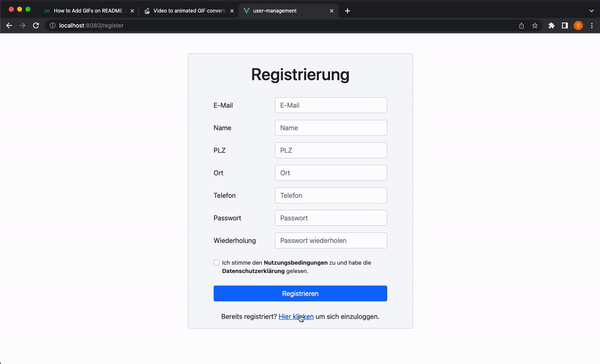 How to Add GIFs on README
Video to animated GIF convert
user-management
localhost:8080/register
Registrierung
E-Mail E-Mail
Name Name
PLZ PLZ
Ort Ort
Telefon Telefon
Passwort Passwort
Wiederholung Passwort wiederholen
Ich stimme den Nutzungsbedingungen zu und habe die
Datenschutzerklärung gelesen.
Registrieren
Bereits registriert? Hier klicken um sich einzuloggen.